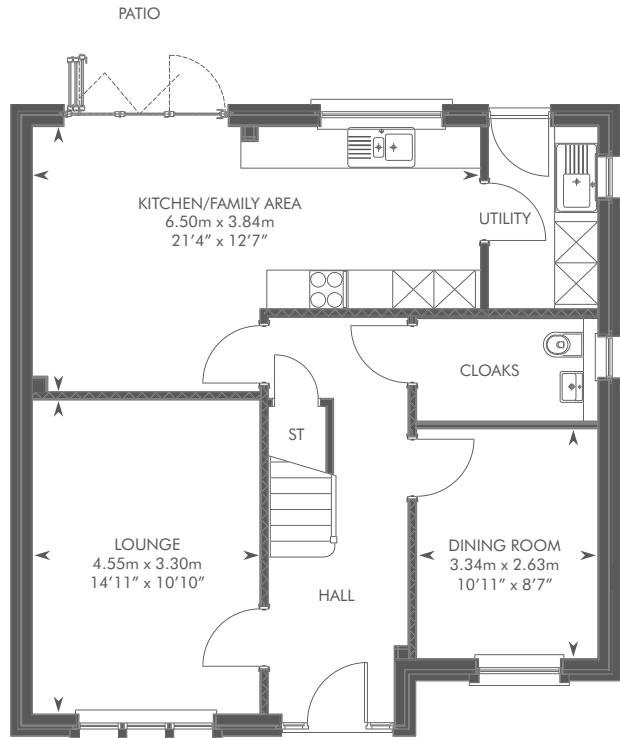 PATIO
KITCHEN/FAMILY AREA
6.50m x 3.84m
21'4" x 12'7"
UTILITY
CLOAKS
ST
LOUNGE
4.55m x 3.30m
14'11" x 10'10"
DINING ROOM
3.34m x 2.63m
10'11" x 8'7"
HALL